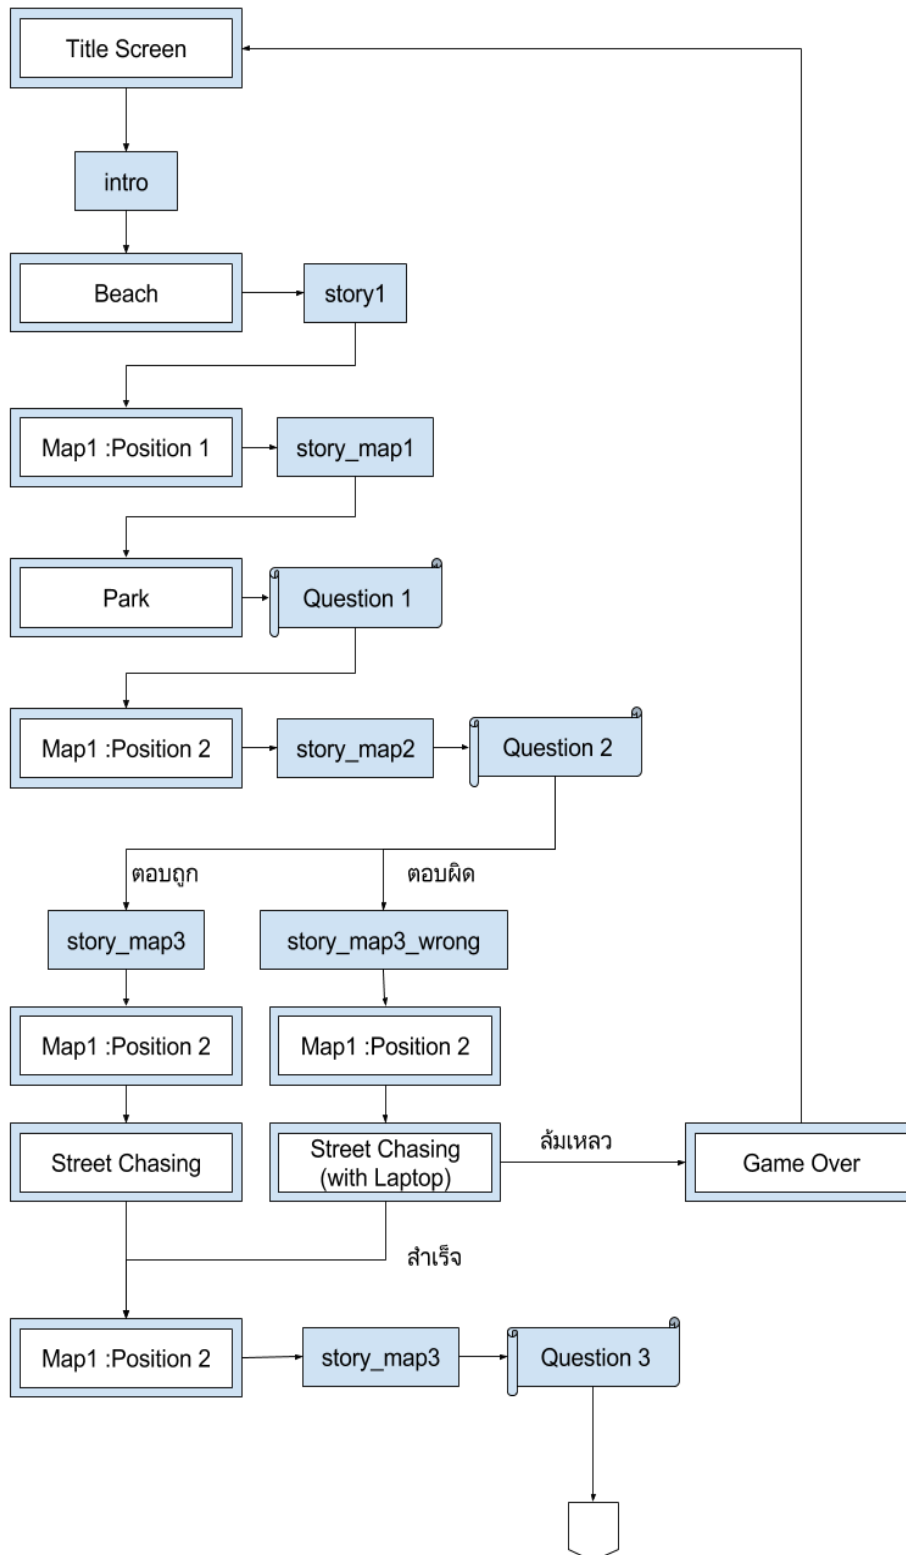 Title Screen
intro
Beach
story1
Map1 :Position 1
story_map1
Park
Question 1
Map1 :Position 2
story_map2
Question 2
ตอบถูก
ตอบผิด
story_map3
story_map3_wrong
Map1 :Position 2
Map1 :Position 2
Street Chasing
Street Chasing
(with Laptop)
ล้มเหลว
Game Over
สำเร็จ
Map1 :Position 2
story_map3
Question 3